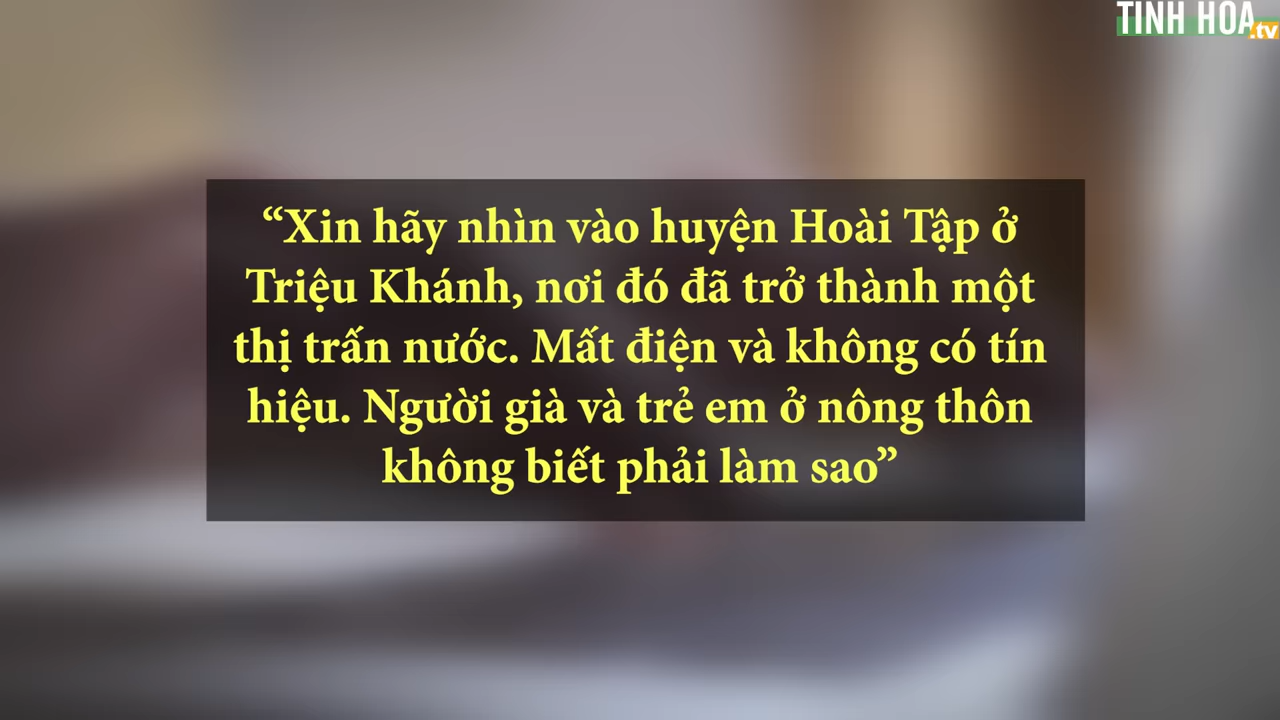 TINH HOA
.tv
“Xin hãy nhìn vào huyện Hoài Tập ở
Triệu Khánh, nơi đó đã trở thành một
thị trấn nước. Mất điện và không có tín
hiệu. Người già và trẻ em ở nông thôn
không biết phải làm sao”